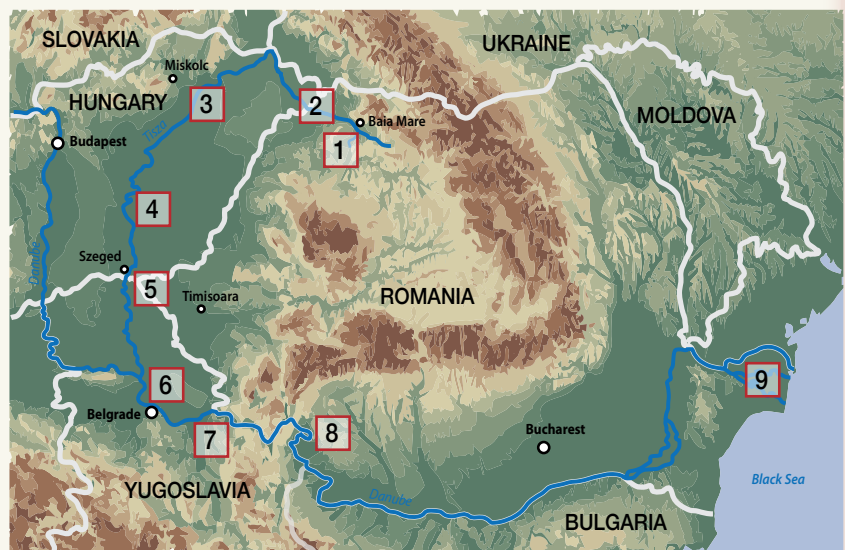 SLOVAKIA
UKRAINE
Miskolc
HUNGARY
3
2
MOLDOVA
Baia Mare
Tisza
Budapest
1
4
Danube
Szeged
5
Timisoara
ROMANIA
6
9
Belgrade
8
Bucharest
7
Black Sea
YUGOSLAVIA
Danube
BULGARIA